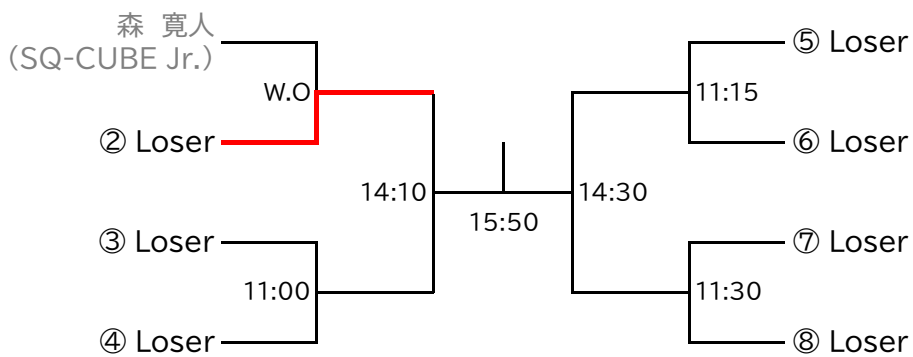 森 寛人
(SQ-CUBE Jr.)
W.O
② Loser
14:10
③ Loser
11:00
④ Loser
15:50
⑤ Loser
11:15
⑥ Loser
14:30
⑦ Loser
11:30
⑧ Loser